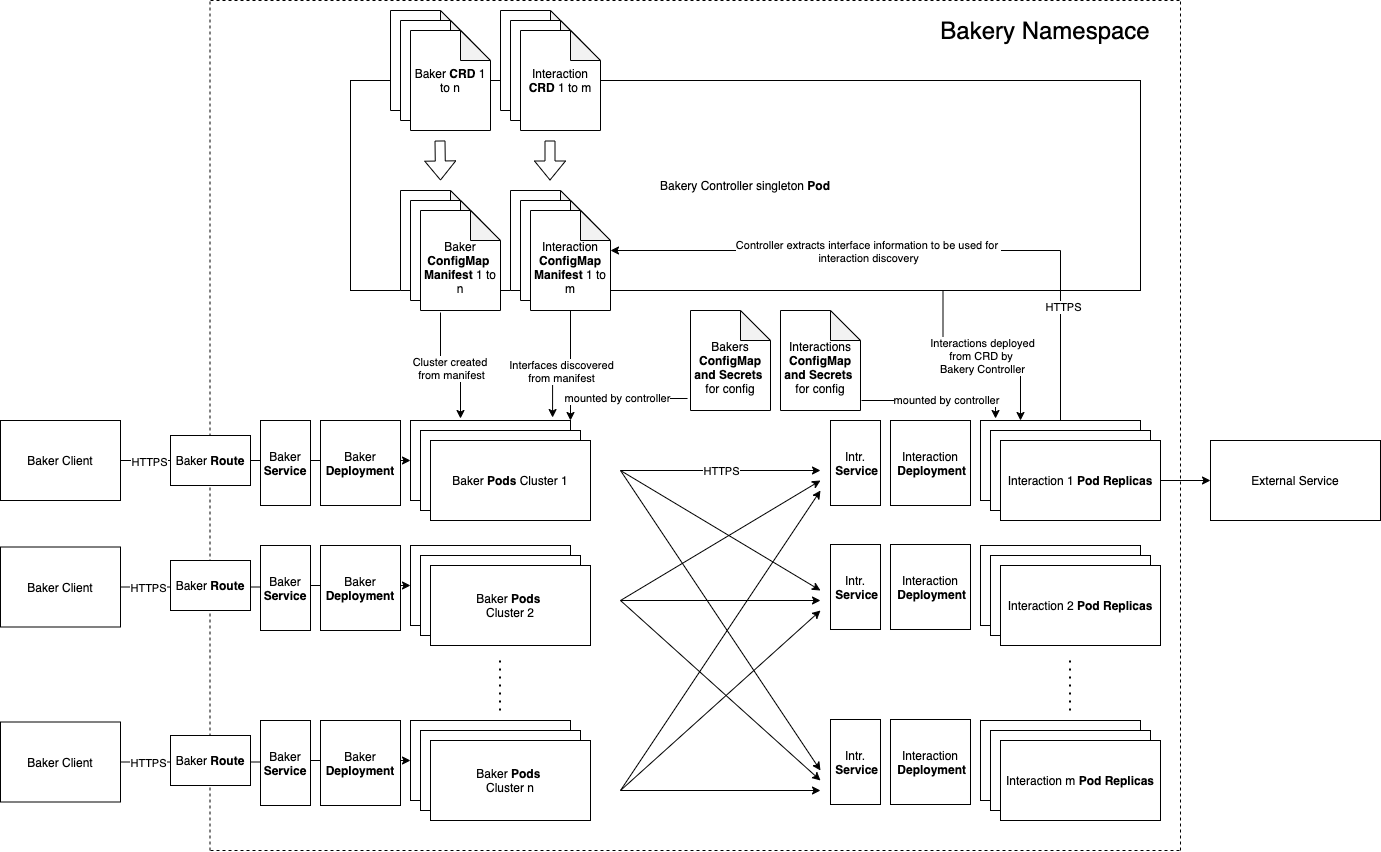 Bakery Namespace
Baker CRD 1
to n
Interaction
CRD 1 to m
Bakery Controller singleton Pod
Baker
ConfigMap
Manifest 1 to
n
Interaction
ConfigMap
Manifest 1 to
m
Controller extracts interface information to be used for
interaction discovery
HTTPS
Cluster created
from manifest
Interfaces discovered
from manifest
mounted by controller
Bakers
ConfigMap
and Secrets
for config
Interactions
ConfigMap
and Secrets
for config
mounted by controller
Interactions deployed
from CRD by
Bakery Controller
Baker Client
HTTPS
Baker Route
Baker
Service
Baker
Deployment
Baker Pods Cluster 1
HTTPS
Intr.
Service
Interaction
Deployment
Interaction 1 Pod Replicas
External Service
Baker Client
HTTPS
Baker Route
Baker
Service
Baker
Deployment
Baker Pods
Cluster 2
Intr.
Service
Interaction
Deployment
Interaction 2 Pod Replicas
Baker Client
HTTPS
Baker Route
Baker
Service
Baker
Deployment
Baker Pods
Cluster n
Intr.
Service
Interaction
Deployment
Interaction m Pod Replicas